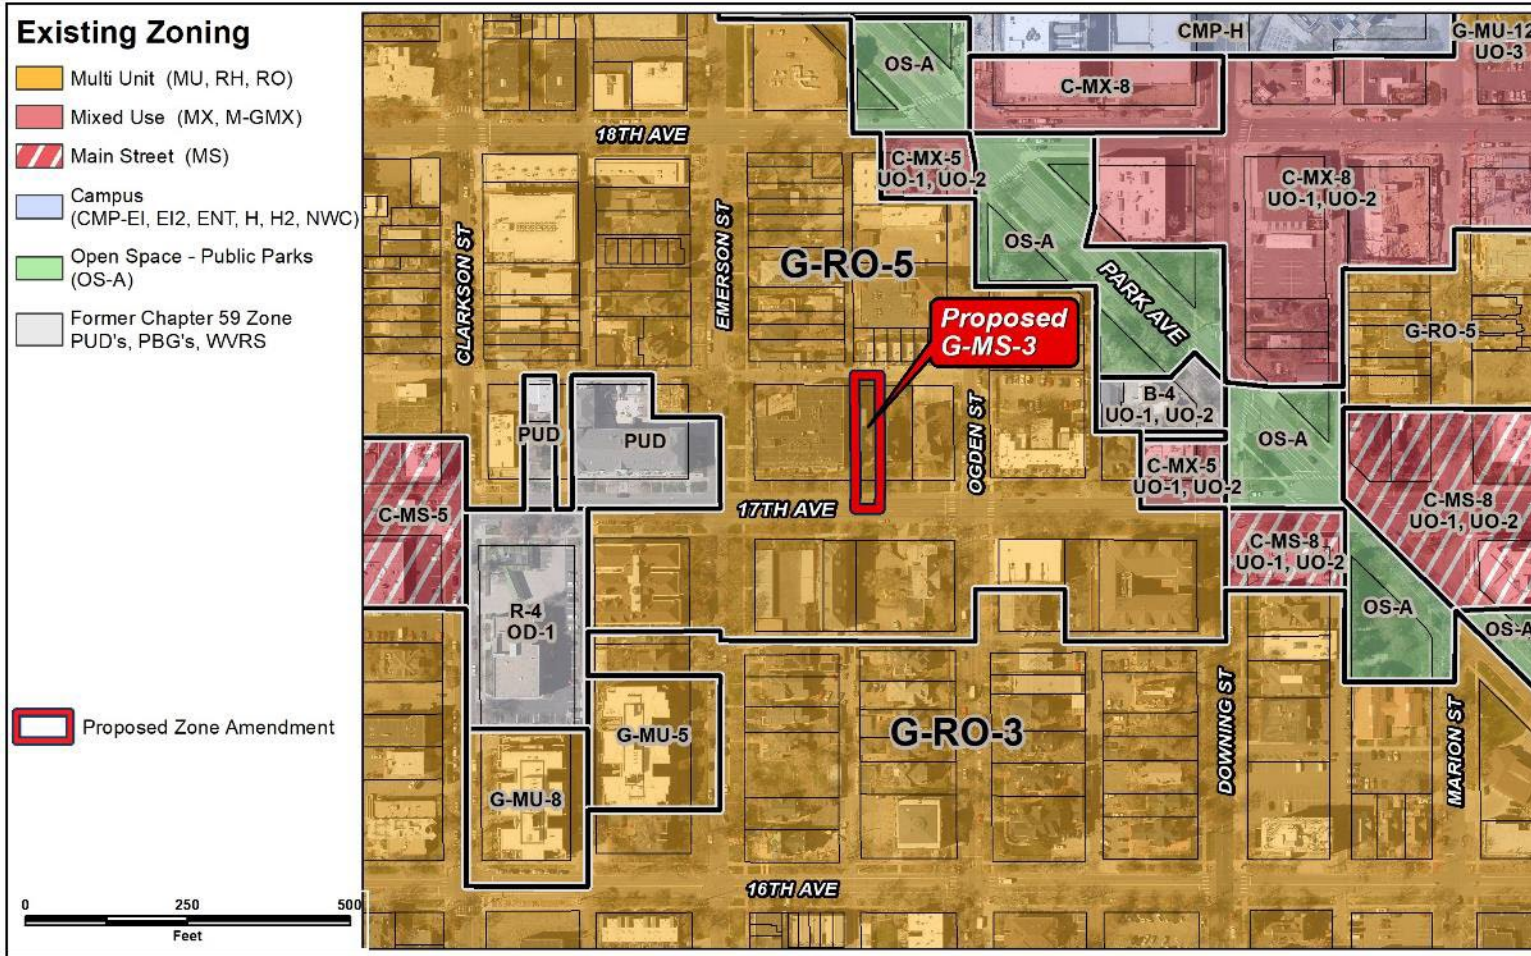 Existing Zoning
Multi Unit (MU, RH, RO)
Mixed Use (MX, M-GMX)
Main Street (MS)
Campus
(CMP-EI, EI2, ENT, H, H2, NWC)
Open Space - Public Parks
(OS-A)
Former Chapter 59 Zone
PUD's, PBG's, WVRS
Proposed Zone Amendment
0 250 500
Feet
CMP-H
G-MU-12
UO-3
OS-A
C-MX-8
18TH AVE
C-MX-5
UO-1, UO-2
C-MX-8
UO-1, UO-2
CLARKSON ST
EMERSON ST
G-RO-5
OS-A
PARK AVE
Proposed
G-MS-3
G-RO-5
B-4
UO-1, UO-2
PUD
PUD
OGDEN ST
OS-A
C-MX-5
UO-1, UO-2
C-MS-5
17TH AVE
C-MS-8
UO-1, UO-2
C-MS-8
UO-1, UO-2
R-4
OD-1
OS-A
OS-A
G-MU-5
G-RO-3
DOWNING ST
MARION ST
G-MU-8
16TH AVE